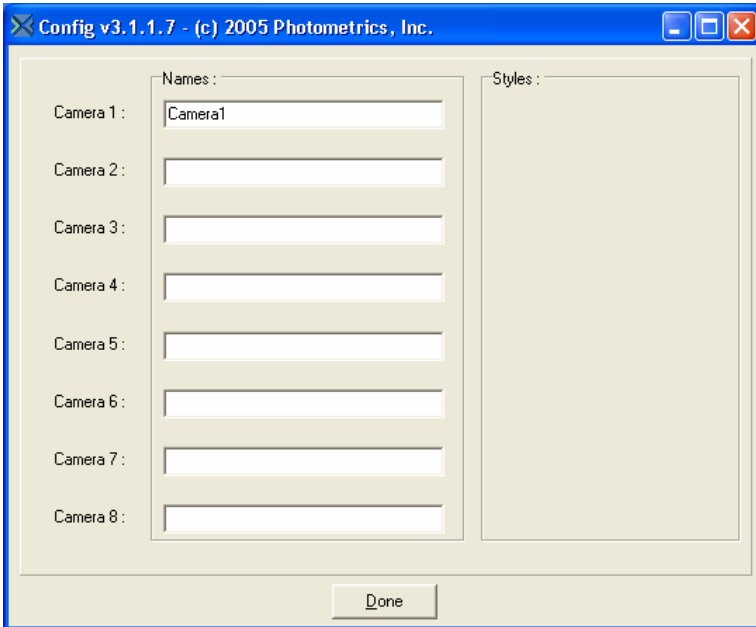 Config v3.1.1.7 - (c) 2005 Photometrics, Inc.
Names :
Styles :
Camera 1 :
Camera1
Camera 2 :
Camera 3 :
Camera 4 :
Camera 5 :
Camera 6 :
Camera 7 :
Camera 8 :
Done